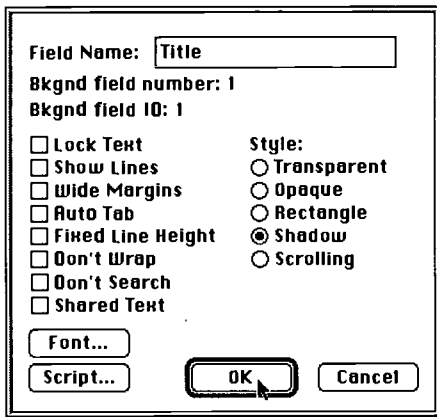 Field Name: Title
Bkgnd field number: 1
Bkgnd field ID: 1
Lock Text
Show Lines
Wide Margins
Auto Tab
Fixed Line Height
Don't Wrap
Don't Search
Shared Text
Style:
Transparent
Opaque
Rectangle
Shadow
Scrolling
Font...
Script...
OK
Cancel